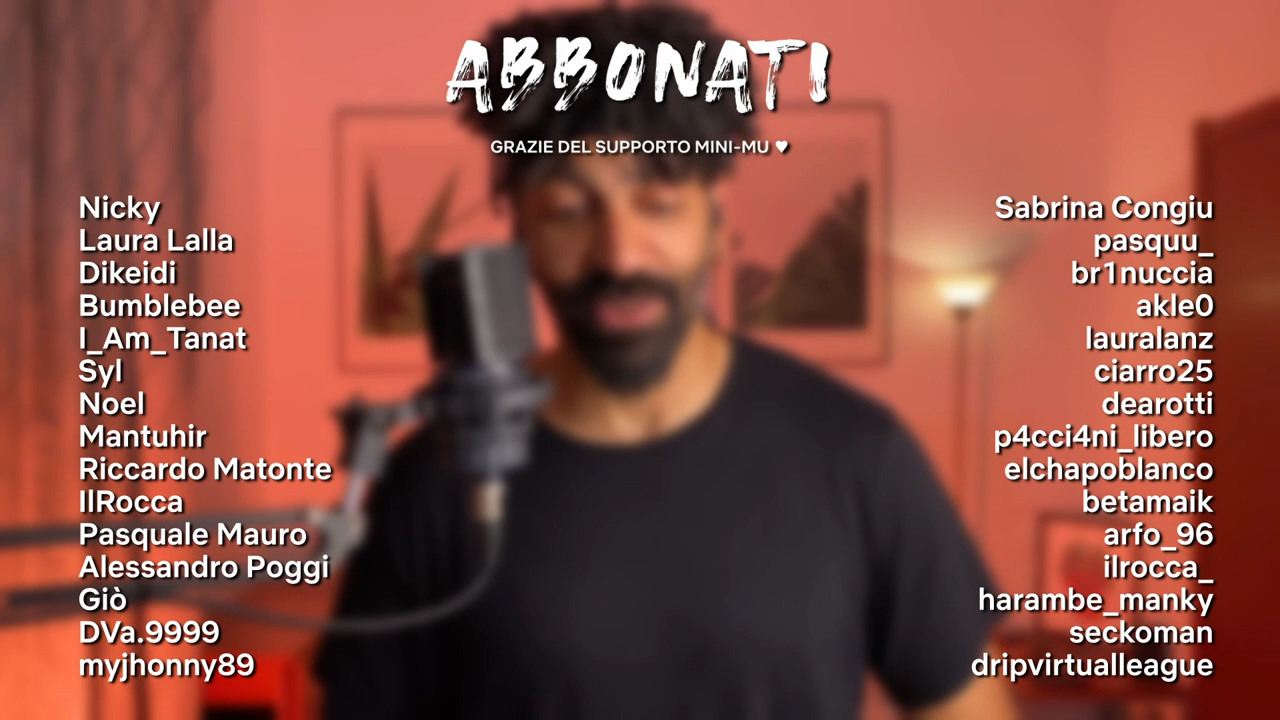 ABBONATI
GRAZIE DEL SUPPORTO MINI-MU ♥
Nicky
Laura Lalla
Dikeidi
Bumblebee
I_Am_Tanat
Syl
Noel
Mantuhir
Riccardo Matonte
IlRocca
Pasquale Mauro
Alessandro Poggi
Giò
DVa.9999
myjhonny89
Sabrina Congiu
pasquu_
br1nuccia
akle0
lauralanz
ciarro25
dearotti
p4cci4ni_libero
elchapoblanco
betamaik
arfo_96
ilrocca_
harambe_manky
seckoman
dripvirtualleague